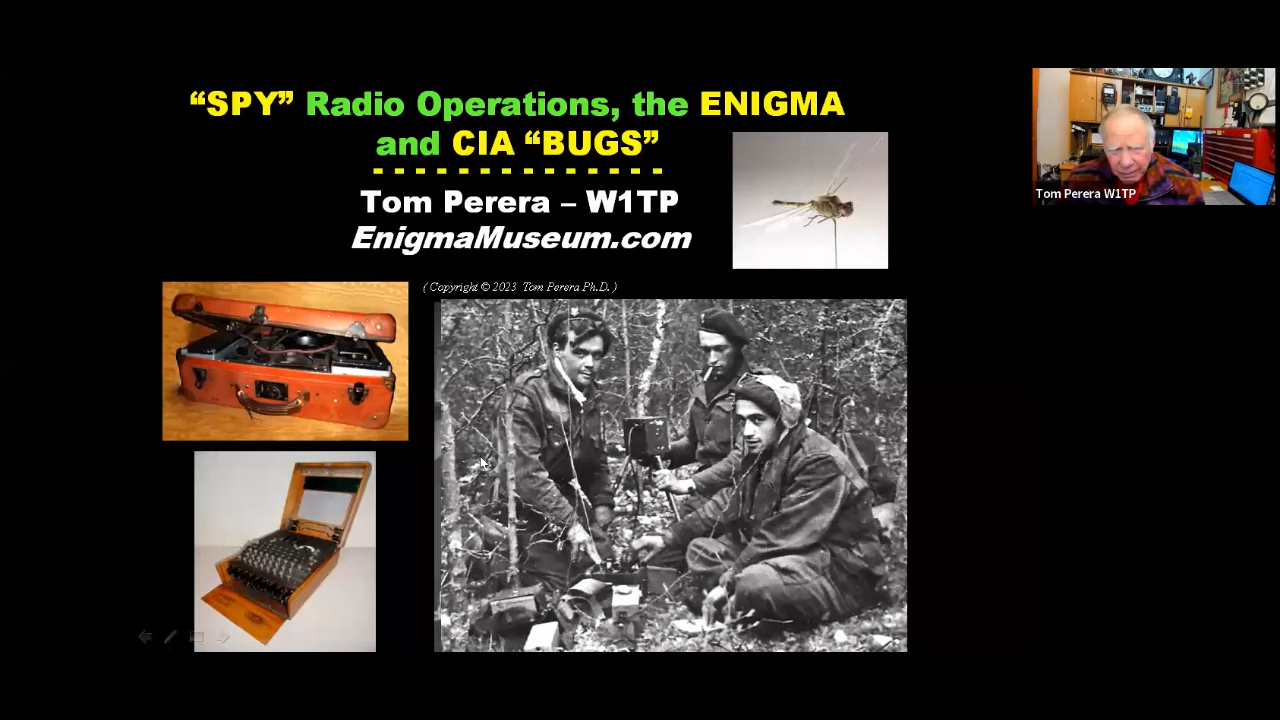 “SPY” Radio Operations, the ENIGMA
and CIA “BUGS”
Tom Perera – W1TP
EnigmaMuseum.com
( Copyright © 2023 Tom Perera Ph.D. )
Tom Perera W1TP